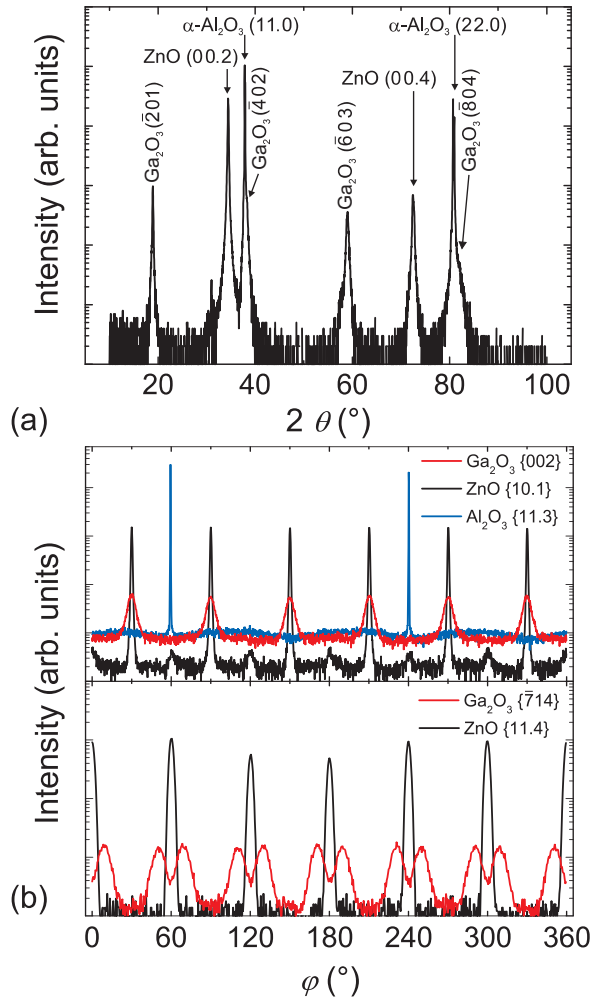 α-Al₂O₃ (11.0)
α-Al₂O₃ (22.0)
ZnO (00.2)
ZnO (00.4)
Ga₂O₃(2̅01)
Ga₂O₃(4̅02)
Ga₂O₃(6̅03)
Ga₂O₃(8̅04)
Intensity (arb. units)
20 40 60 80 100
2 θ (°)
(a)
Ga₂O₃ {002}
ZnO {10.1}
Al₂O₃ {11.3}
Intensity (arb. units)
Ga₂O₃ {7̅14}
ZnO {11.4}
(b)
0 60 120 180 240 300 360
φ (°)